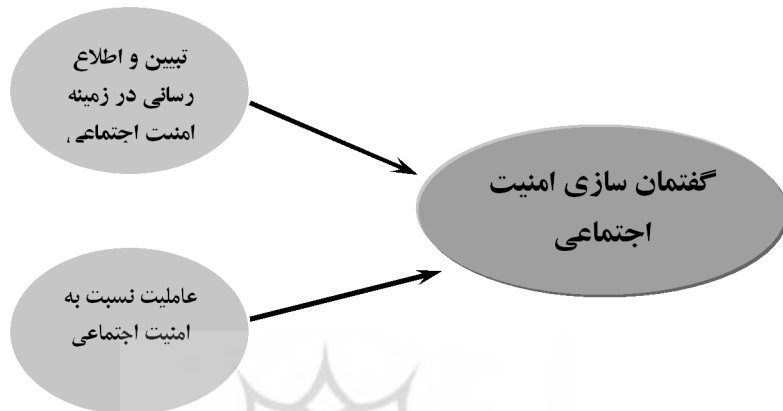 تبیین و اطلاع
رسانی در زمینه
امنیت اجتماعی
گفتمان سازی امنیت
اجتماعی
عاملیت نسبت به
امنیت اجتماعی